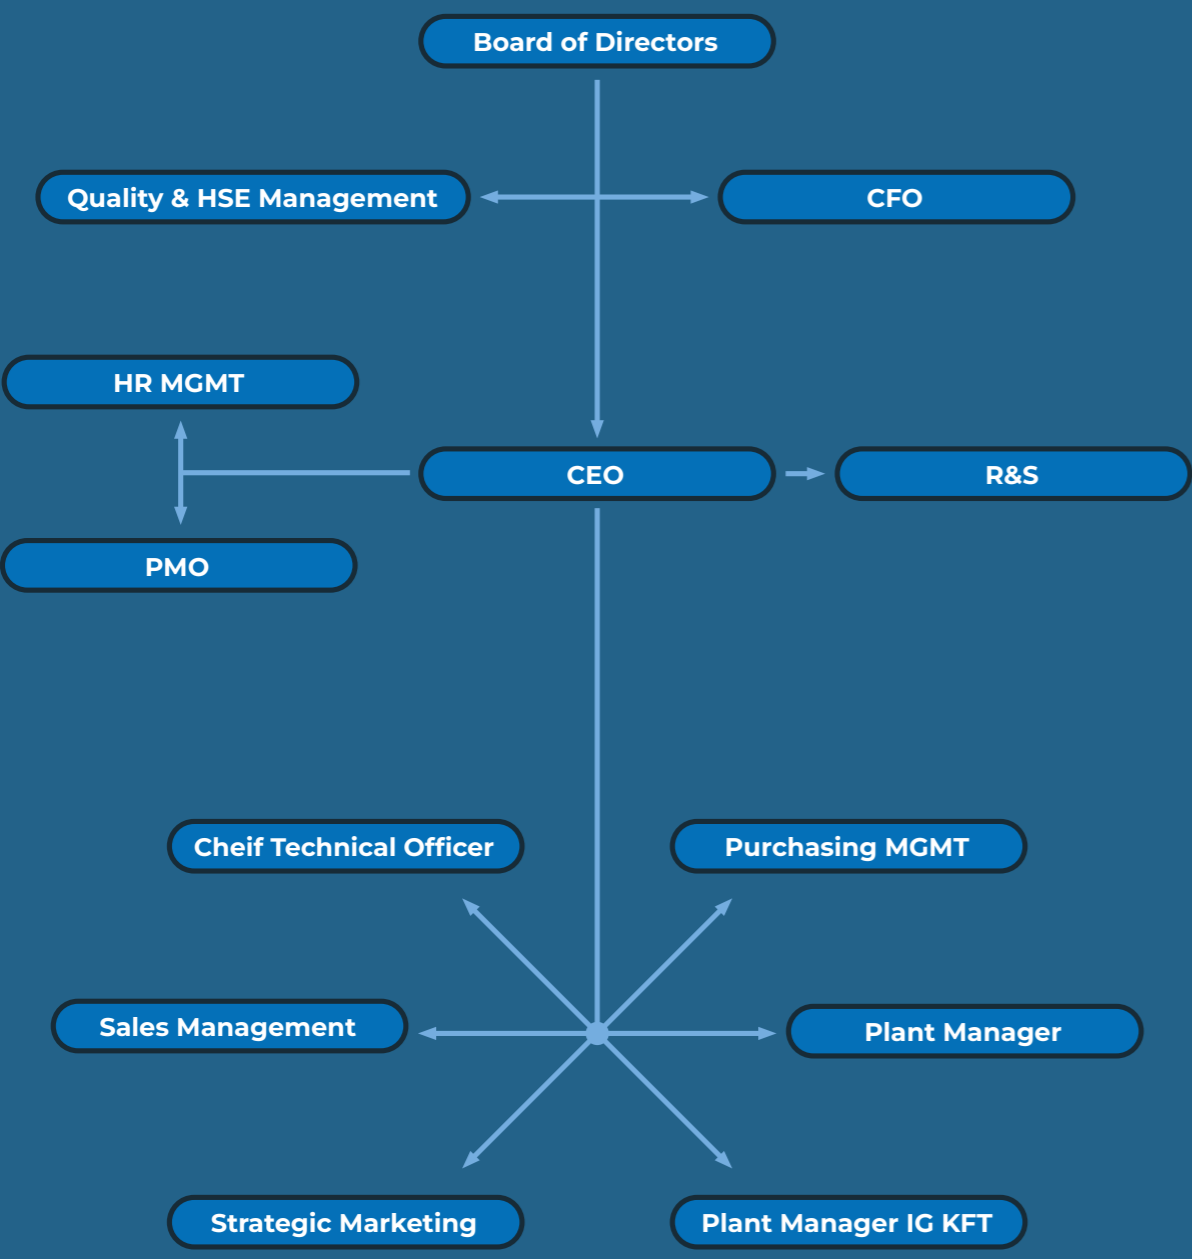 Board of Directors
Quality & HSE Management
CFO
HR MGMT
CEO
R&S
PMO
Cheif Technical Officer
Purchasing MGMT
Sales Management
Plant Manager
Strategic Marketing
Plant Manager IG KFT